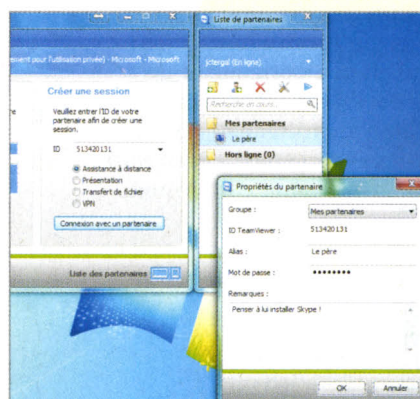 Liste de partenaires
ement pour l'utilisation privée) - Microsoft - Microsoft
jctergal (En ligne)
Créer une session
Veuillez entrer l'ID de votre
partenaire afin de créer une
session.
ID 513420131
Assistance à distance
Présentation
Transfert de fichier
VPN
Connexion avec un partenaire
Liste des partenaires
Recherche en cours...
Mes partenaires
Le père
Hors ligne (0)
Propriétés du partenaire
Groupe : Mes partenaires
ID TeamViewer : 513420131
Alias : Le père
Mot de passe : ••••••••
Remarques :
Penser à lui installer Skype !
OK Annuler